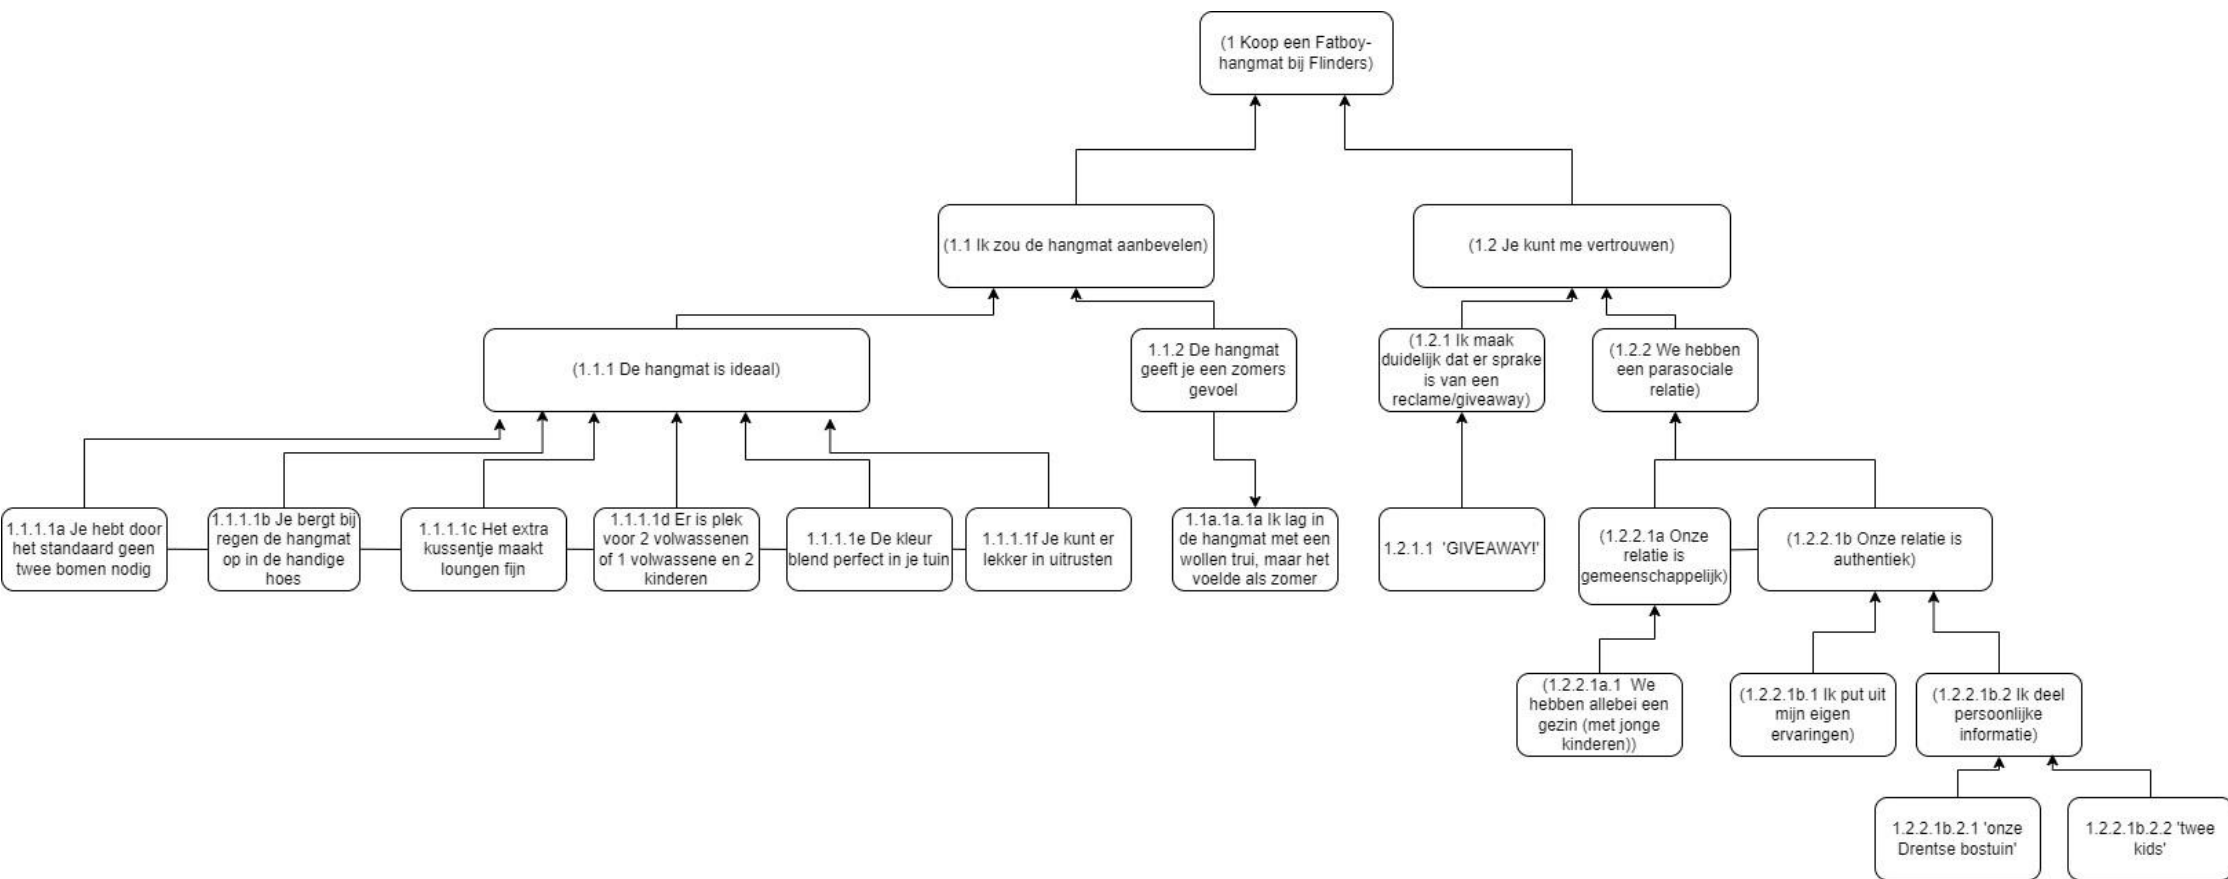 (1 Koop een Fatboy-
hangmat bij Flinders)
(1.1 Ik zou de hangmat aanbevelen)
(1.2 Je kunt me vertrouwen)
(1.1.1 De hangmat is ideaal)
1.1.2 De hangmat
geeft je een zomers
gevoel
(1.2.1 Ik maak
duidelijk dat er sprake
is van een
reclame/giveaway)
(1.2.2 We hebben
een parasociale
relatie)
1.1.1.1a Je hebt door
het standaard geen
twee bomen nodig
1.1.1.1b Je bergt bij
regen de hangmat
op in de handige
hoes
1.1.1.1c Het extra
kussentje maakt
loungen fijn
1.1.1.1d Er is plek
voor 2 volwassenen
of 1 volwassene en 2
kinderen
1.1.1.1e De kleur
blend perfect in je tuin
1.1.1.1f Je kunt er
lekker in uitrusten
1.1a.1a.1a Ik lag in
de hangmat met een
wollen trui, maar het
voelde als zomer
1.2.1.1 'GIVEAWAY!'
(1.2.2.1a Onze
relatie is
gemeenschappelijk)
(1.2.2.1b Onze relatie is
authentiek)
(1.2.2.1a.1 We
hebben allebei een
gezin (met jonge
kinderen))
(1.2.2.1b.1 Ik put uit
mijn eigen
ervaringen)
(1.2.2.1b.2 Ik deel
persoonlijke
informatie)
1.2.2.1b.2.1 'onze
Drentse bostuin'
1.2.2.1b.2.2 'twee
kids'